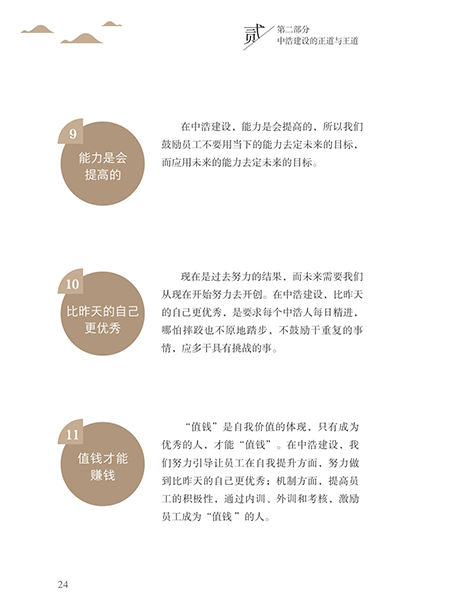 贰
第二部分
中浩建设的正道与王道
9
能力是会
提高的
在中浩建设，能力是会提高的，所以我们
鼓励员工不要用当下的能力去定未来的目标，
而应用未来的能力去定未来的目标。
10
比昨天的自己
更优秀
现在是过去努力的结果，而未来需要我们
从现在开始努力去开创。在中浩建设，比昨天
的自己更优秀，是要求每个中浩人每日精进，
哪怕摔跤也不原地踏步，不鼓励干重复的事
情，应多干具有挑战的事。
11
值钱才能
赚钱
“值钱”是自我价值的体现，只有成为
优秀的人，才能“值钱”。在中浩建设，我
们努力引导让员工在自我提升方面，努力做
到比昨天的自己更优秀；机制方面，提高员
工的积极性，通过内训、外训和考核，激励
员工成为“值钱”的人。
24